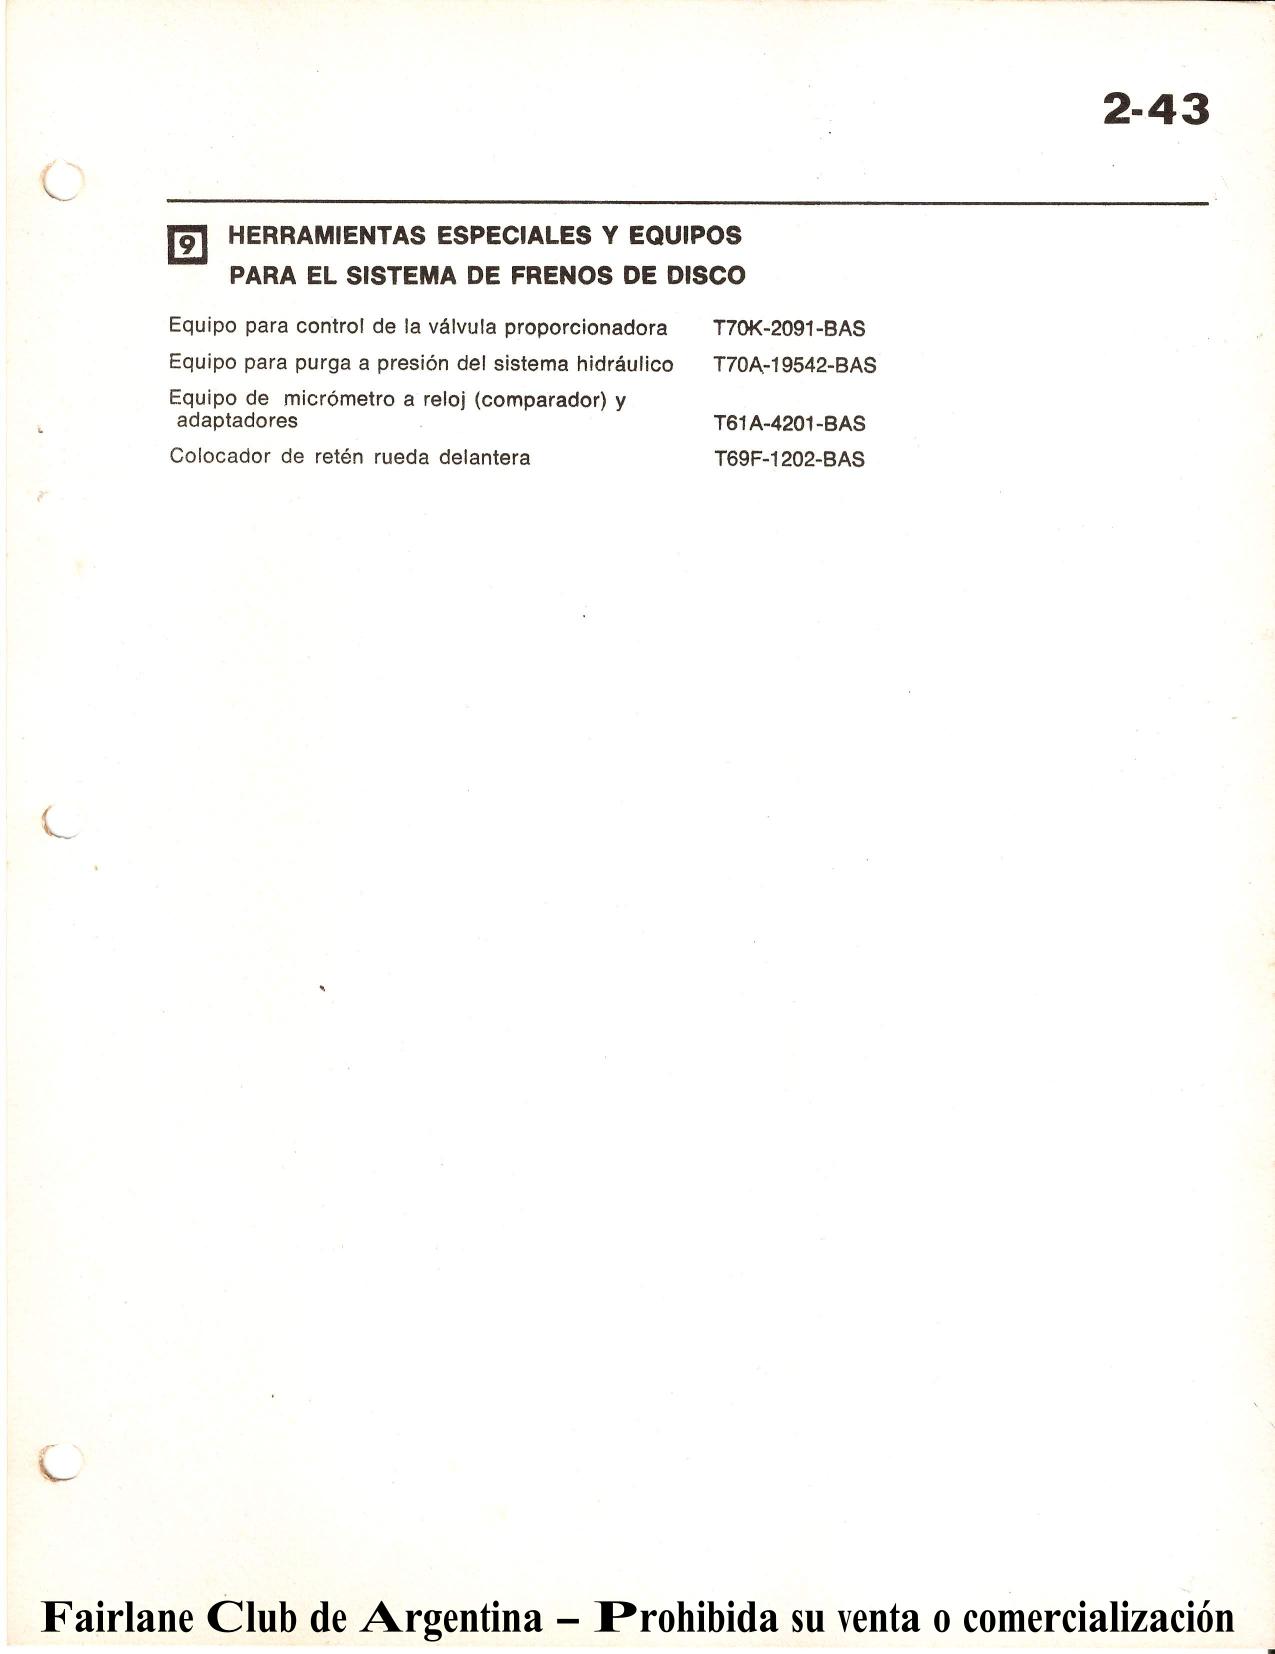 2-43
9 HERRAMIENTAS ESPECIALES Y EQUIPOS
PARA EL SISTEMA DE FRENOS DE DISCO
Equipo para control de la válvula proporcionadora T70K-2091-BAS
Equipo para purga a presión del sistema hidráulico T70A-19542-BAS
Equipo de micrómetro a reloj (comparador) y
adaptadores T61A-4201-BAS
Colocador de retén rueda delantera T69F-1202-BAS
Fairlane Club de Argentina – Prohibida su venta o comercialización